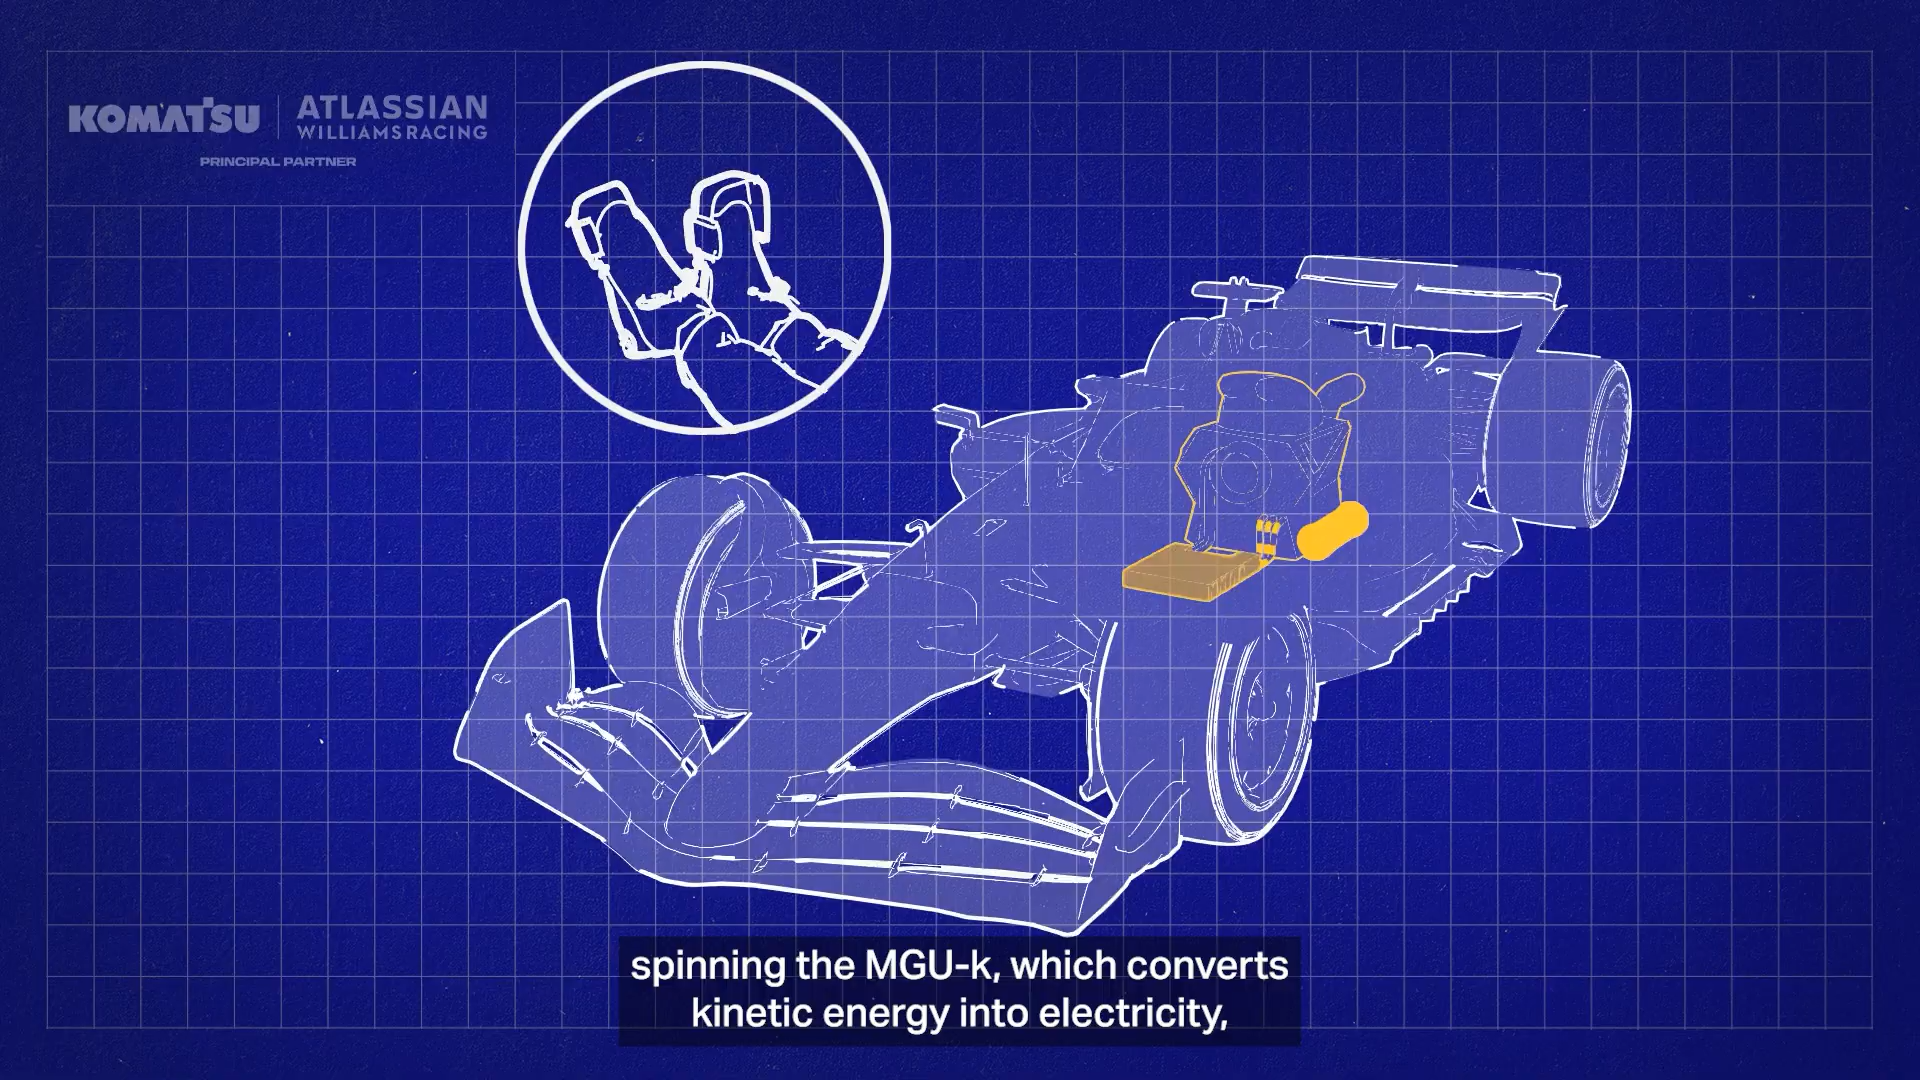 KOMATSU
ATLASSIAN
WILLIAMS RACING
PRINCIPAL PARTNER
spinning the MGU-k, which converts
kinetic energy into electricity,